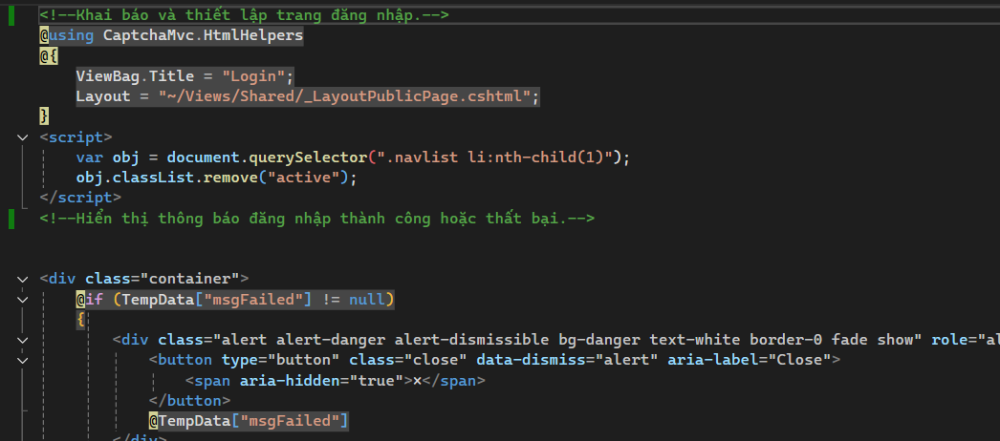 <!--Khai báo và thiết lập trang đăng nhập.-->
@using CaptchaMvc.HtmlHelpers
@{
ViewBag.Title = "Login";
Layout = "~/Views/Shared/_LayoutPublicPage.cshtml";
}
<script>
var obj = document.querySelector(".navlist li:nth-child(1)");
obj.classList.remove("active");
</script>
<!--Hiển thị thông báo đăng nhập thành công hoặc thất bại.-->
<div class="container">
@if (TempData["msgFailed"] != null)
{
<div class="alert alert-danger alert-dismissible bg-danger text-white border-0 fade show" role="al
<button type="button" class="close" data-dismiss="alert" aria-label="Close">
<span aria-hidden="true">×</span>
</button>
@TempData["msgFailed"]
</div>